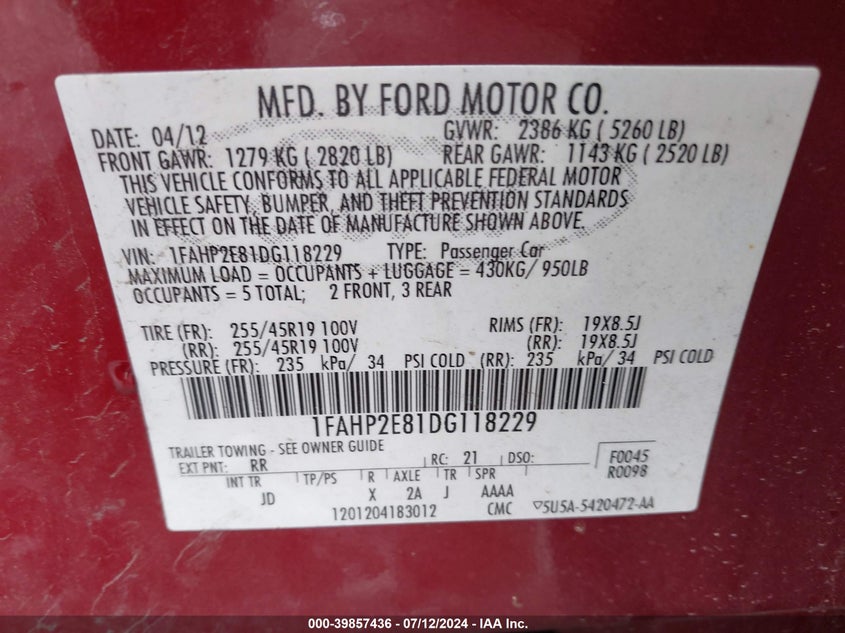 MFD. BY FORD MOTOR CO.
DATE: 04/12 GVWR: 2386 KG ( 5260 LB)
FRONT GAWR: 1279 KG ( 2820 LB) REAR GAWR: 1143 KG ( 2520 LB)
THIS VEHICLE CONFORMS TO ALL APPLICABLE FEDERAL MOTOR
VEHICLE SAFETY, BUMPER, AND THEFT PREVENTION STANDARDS
IN EFFECT ON THE DATE OF MANUFACTURE SHOWN ABOVE.
VIN: 1FAHP2E81DG118229 TYPE: Passenger Car
MAXIMUM LOAD = OCCUPANTS + LUGGAGE = 430KG/ 950LB
OCCUPANTS = 5 TOTAL; 2 FRONT, 3 REAR
TIRE (FR): 255/45R19 100V RIMS (FR): 19X8.5J
(RR): 255/45R19 100V (RR): 19X8.5J
PRESSURE (FR): 235 kPa/ 34 PSI COLD (RR): 235 kPa/ 34 PSI COLD
1FAHP2E81DG118229
TRAILER TOWING - SEE OWNER GUIDE
EXT PNT: RR RC: 21 DSO: F0045
R0098
INT TR TP/PS R AXLE TR SPR
JD X 2A J AAAA
1201204183012 CMC ▽5U5A-5420472-AA
000-39857436 - 07/12/2024 - IAA Inc.